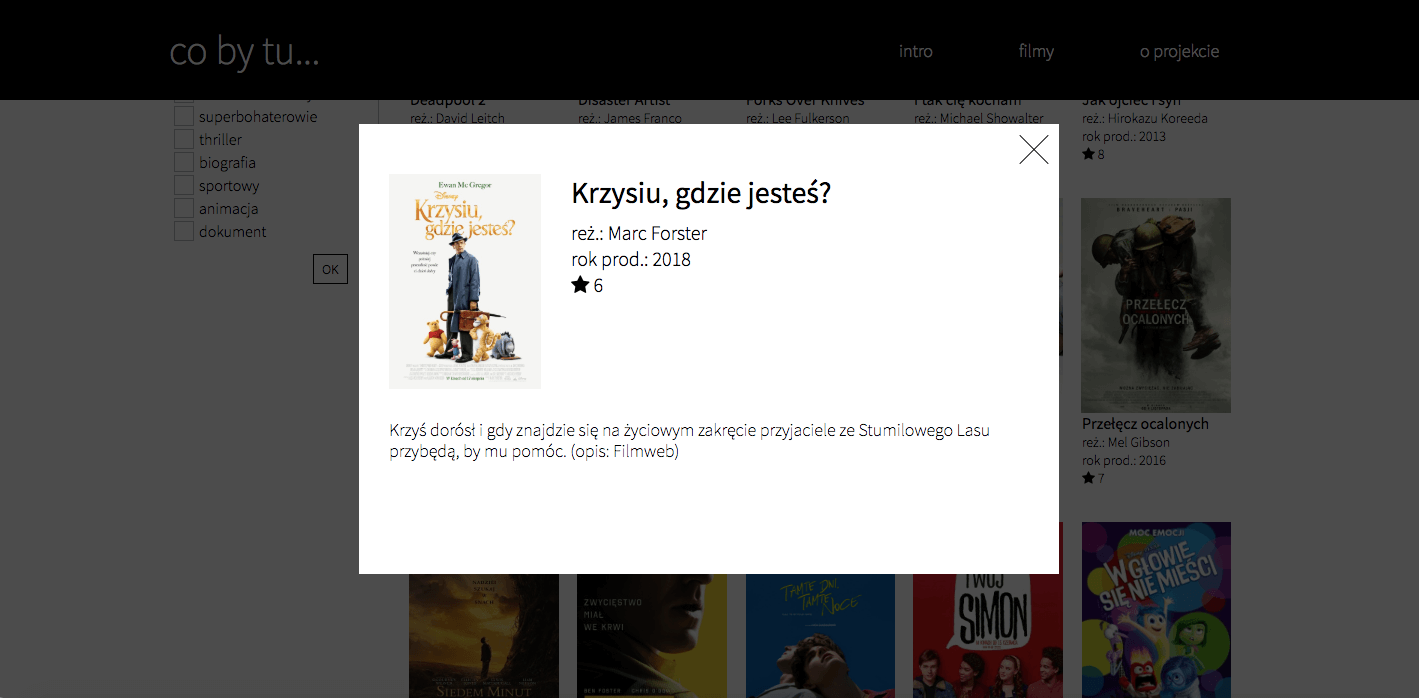 co by tu...
intro
filmy
o projekcie
superbohaterowie
thriller
biografia
sportowy
animacja
dokument
OK
Deadpool 2
reż.: David Leitch
Disaster Artist
reż.: James Franco
Forks Over Knives
reż.: Lee Fulkerson
Ptak cię kocham
reż.: Michael Showalter
Jak ojciec i syn
reż.: Hirokazu Koreeda
rok prod.: 2013
8
Ewan McGregor
Disney
Krzysiu,
gdzie jesteś?
Krzysiu, gdzie jesteś?
reż.: Marc Forster
rok prod.: 2018
6
Krzyś dorósł i gdy znajdzie się na życiowym zakręcie przyjaciele ze Stumilowego Lasu
przybędą, by mu pomóc. (opis: Filmweb)
PRZEŁĘCZ
OCALONYCH
Przełęcz ocalonych
reż.: Mel Gibson
rok prod.: 2016
7
SIEDEM MINUT
ZWYCIĘSTWO
MIAŁ
WE KRWI
BEN FOSTER
TAMTE DNI,
TAMTE NOCE
TWÓJ
SIMON
MOC EMOCJI
W GŁOWIE
SIĘ NIE MIEŚCI